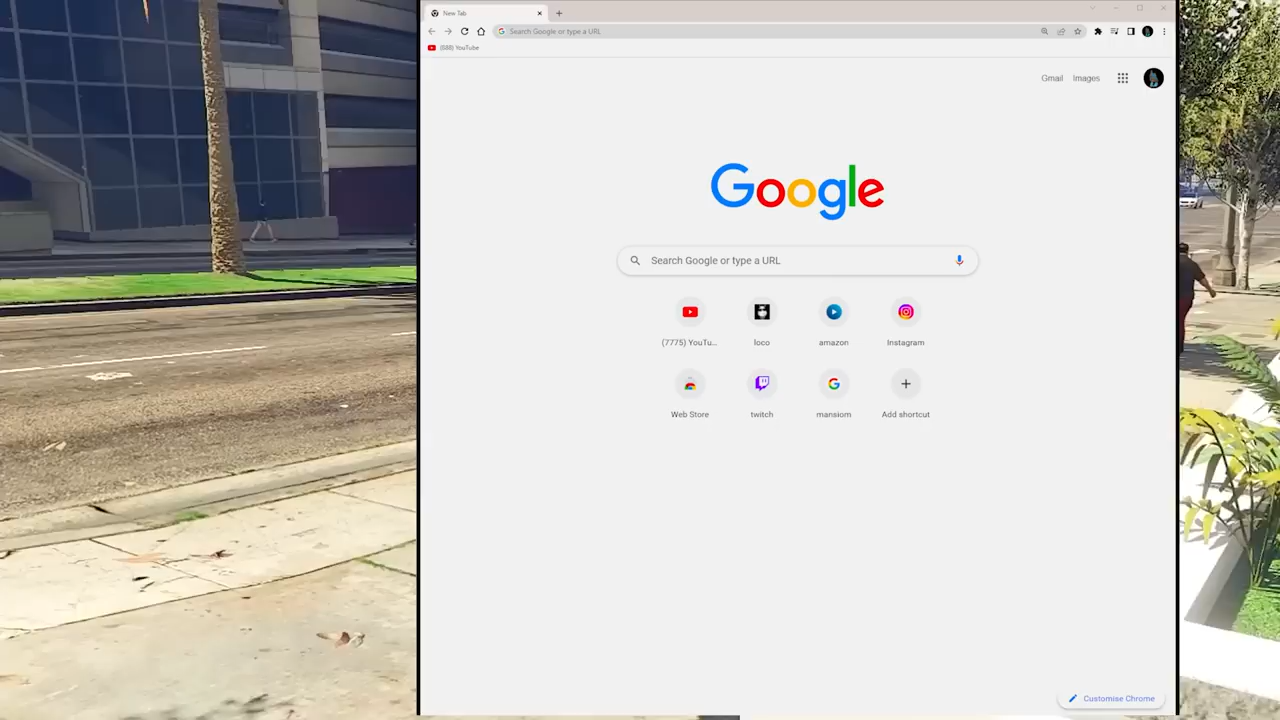 New Tab
Search Google or type a URL
(688) YouTube
Gmail Images
Google
Search Google or type a URL
(7775) YouTu... loco amazon Instagram
Web Store twitch mansiom Add shortcut
Customise Chrome